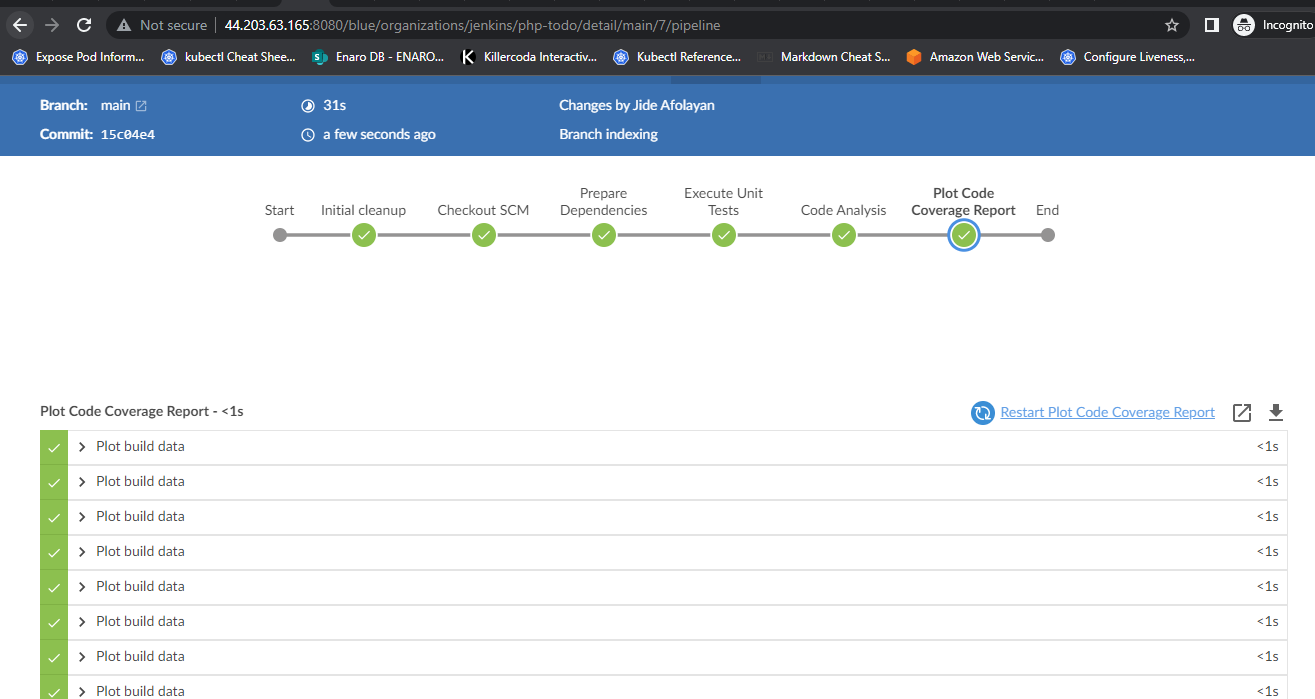 Not secure | 44.203.63.165:8080/blue/organizations/jenkins/php-todo/detail/main/7/pipeline Incognito
Expose Pod Inform... kubectl Cheat Shee... Enaro DB - ENARO... Killercoda Interactiv... Kubectl Reference... Markdown Cheat S... Amazon Web Servic... Configure Liveness,...
Branch: main 31s Changes by Jide Afolayan
Commit: 15c04e4 a few seconds ago Branch indexing
Prepare Execute Unit Plot Code
Start Initial cleanup Checkout SCM Dependencies Tests Code Analysis Coverage Report End
Plot Code Coverage Report - <1s Restart Plot Code Coverage Report
Plot build data <1s
Plot build data <1s
Plot build data <1s
Plot build data <1s
Plot build data <1s
Plot build data <1s
Plot build data <1s
Plot build data <1s